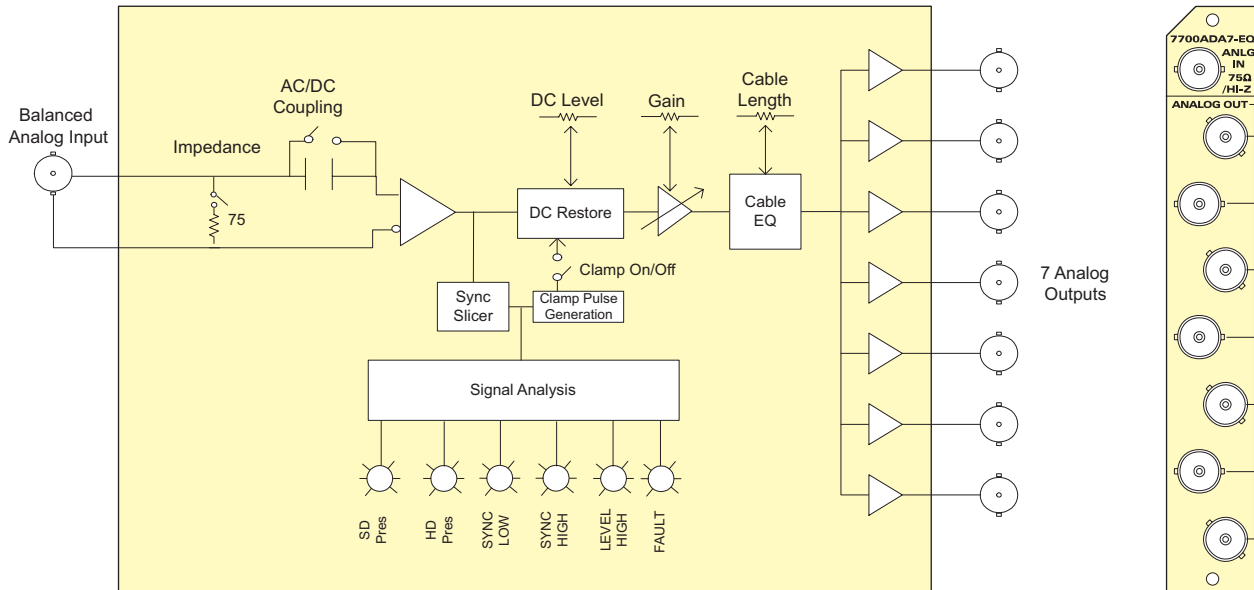 Balanced
Analog Input
Impedance
75
AC/DC
Coupling
DC Level
Gain
Cable
Length
DC Restore
Cable
EQ
Clamp On/Off
Sync
Slicer
Clamp Pulse
Generation
Signal Analysis
SD
Pres
HD
Pres
SYNC
LOW
SYNC
HIGH
LEVEL
HIGH
FAULT
7 Analog
Outputs
7700ADA7-EQ
ANLG
IN
75Ω
/HI-Z
ANALOG OUT